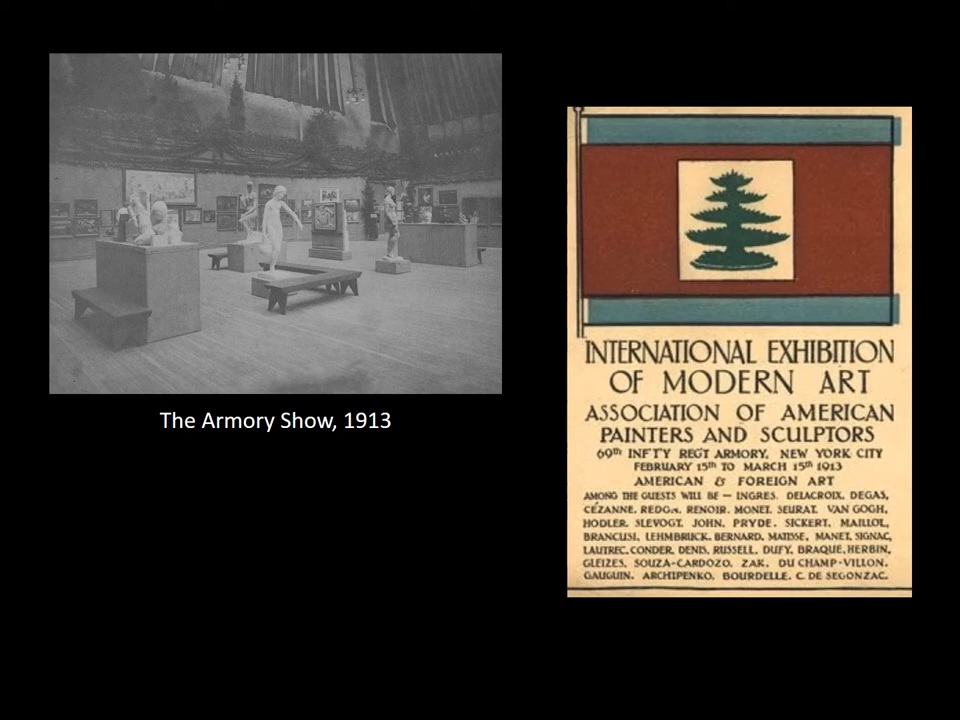 The Armory Show, 1913
INTERNATIONAL EXHIBITION
OF MODERN ART
ASSOCIATION OF AMERICAN
PAINTERS AND SCULPTORS
69th INFTY REGT ARMORY, NEW YORK CITY
FEBRUARY 15th TO MARCH 15th 1913
AMERICAN & FOREIGN ART
AMONG THE GUESTS WILL BE — INGRES, DELACROIX, DEGAS,
CÉZANNE, REDON, RENOIR, MONET, SEURAT, VAN GOGH,
HODLER, SLEVOGT, JOHN, PRYDE, SICKERT, MAILLOL,
BRANCUSI, LEHMBRUCK, BERNARD, MATISSE, MANET, SIGNAC,
LAUTREC, CONDER, DENIS, RUSSELL, DUFY, BRAQUE, HERBIN,
GLEIZES, SOUZA-CARDOZO, ZAK, DU CHAMP-VILLON,
GAUGUIN, ARCHIPENKO, BOURDELLE, C. DE SEGONZAC.